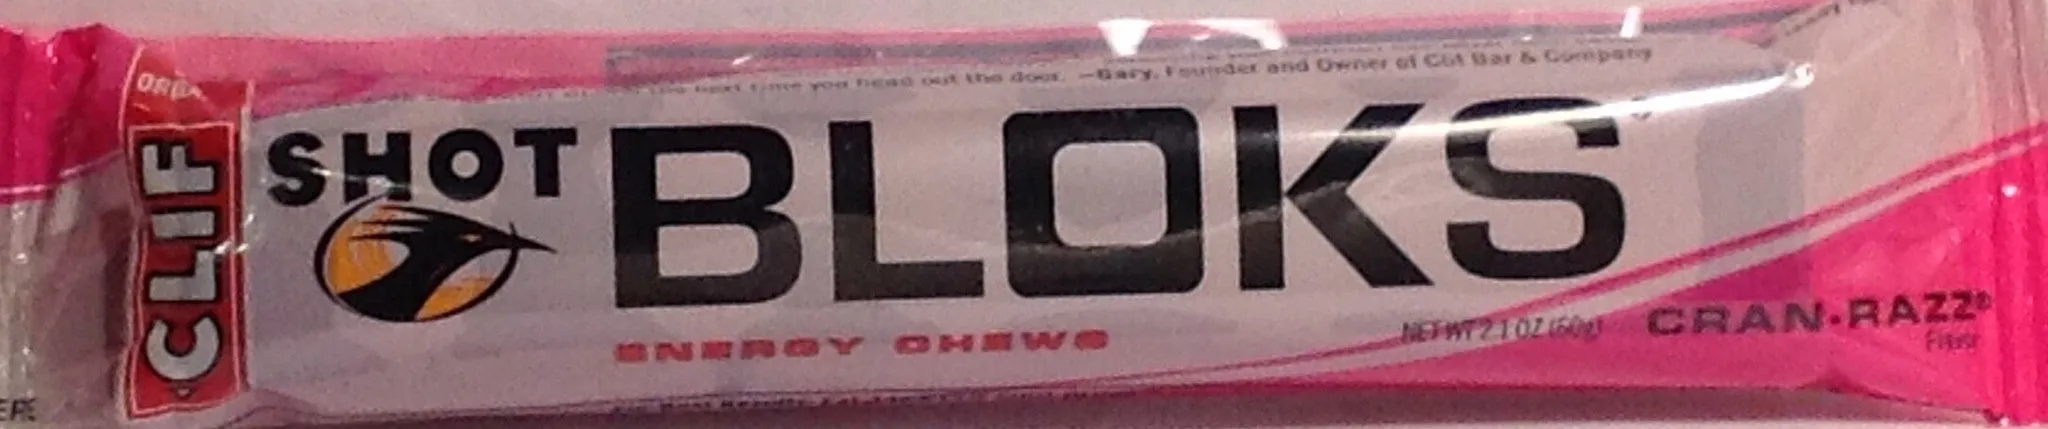 next time you head out the door. —Gary, Founder and Owner of Clif Bar & Company
CLIF
SHOT
BLOKS
ENERGY CHEWS
NET WT 2.1 OZ (60g)
CRAN-RAZZ®
Flavor